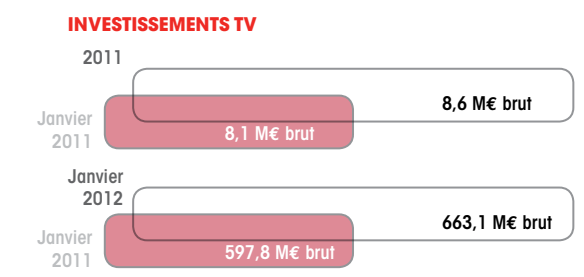 INVESTISSEMENTS TV
2011
8,6 M€ brut
Janvier
2011
8,1 M€ brut
Janvier
2012
663,1 M€ brut
Janvier
2011
597,8 M€ brut